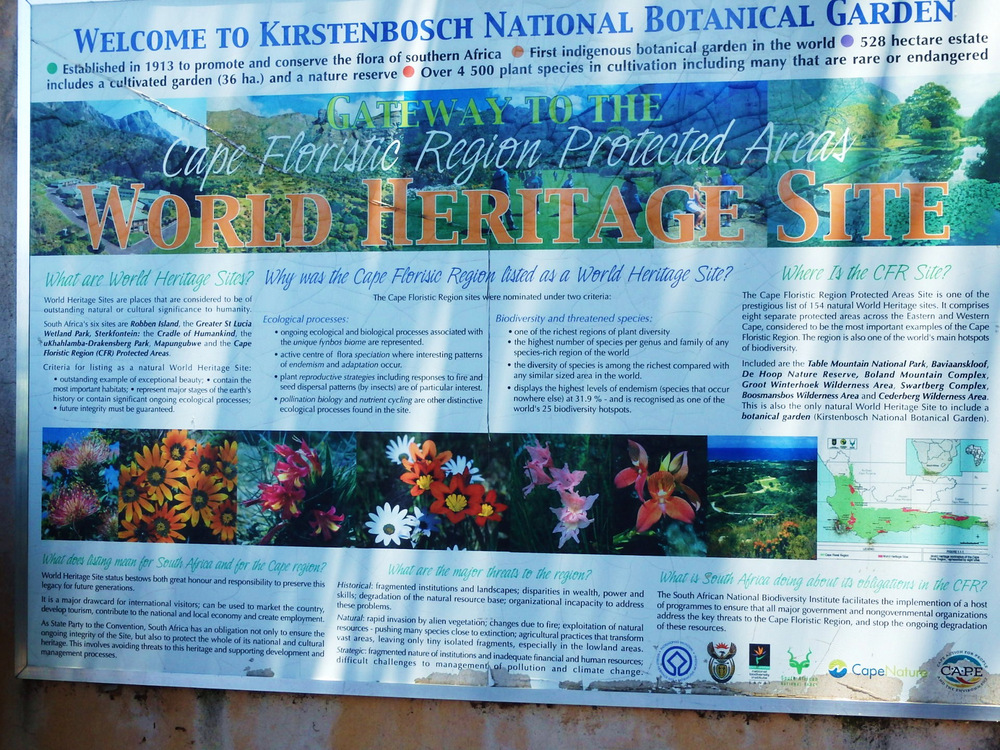 WELCOME TO KIRSTENBOSCH NATIONAL BOTANICAL GARDEN
● Established in 1913 to promote and conserve the flora of southern Africa ● First indigenous botanical garden in the world ● 528 hectare estate
includes a cultivated garden (36 ha.) and a nature reserve ● Over 4 500 plant species in cultivation including many that are rare or endangered
GATEWAY TO THE
Cape Floristic Region Protected Areas
WORLD HERITAGE SITE
What are World Heritage Sites?
World Heritage Sites are places that are considered to be of
outstanding natural or cultural significance to humanity.
South Africa's six sites are Robben Island, the Greater St Lucia
Wetland Park, Sterkfontein: the Cradle of Humankind, the
ukhahlamba-Drakensberg Park, Mapungubwe and the Cape
Floristic Region (CFR) Protected Areas.
Criteria for listing as a natural World Heritage Site:
• outstanding example of exceptional beauty; • contain the
most important habitats; • represent major stages of the earth's
history or contain significant ongoing ecological processes;
• future integrity must be guaranteed.
Why was the Cape Florisic Region listed as a World Heritage Site?
The Cape Floristic Region sites were nominated under two criteria:
Ecological processes:
• ongoing ecological and biological processes associated with
the unique fynbos biome are represented.
• active centre of flora speciation where interesting patterns
of endemism and adaptation occur.
• plant reproductive strategies including responses to fire and
seed dispersal patterns (by insects) are of particular interest.
• pollination biology and nutrient cycling are other distinctive
ecological processes found in the site.
Biodiversity and threatened species:
• one of the richest regions of plant diversity
• the highest number of species per genus and family of any
species-rich region of the world
• the diversity of species is among the richest compared with
any similar sized area in the world.
• displays the highest levels of endemism (species that occur
nowhere else) at 31.9 % - and is recognised as one of the
world's 25 biodiversity hotspots.
Where Is the CFR Site?
The Cape Floristic Region Protected Areas Site is one of the
prestigious list of 154 natural World Heritage sites. It comprises
eight separate protected areas across the Eastern and Western
Cape, considered to be the most important examples of the Cape
Floristic Region. The region is also one of the world's main hotspots
of biodiversity.
Included are the Table Mountain National Park, Baviaanskloof,
De Hoop Nature Reserve, Boland Mountain Complex,
Groot Winterhoek Wilderness Area, Swartberg Complex,
Boosmansbos Wilderness Area and Cederberg Wilderness Area.
This is also the only natural World Heritage Site to include a
botanical garden (Kirstenbosch National Botanical Garden).
What does listing mean for South Africa and for the Cape region?
World Heritage Site status bestows both great honour and responsibility to preserve this
legacy for future generations.
It is a major drawcard for international visitors; can be used to market the country,
develop tourism, contribute to the national and local economy and create employment.
As State Party to the Convention, South Africa has an obligation not only to ensure the
ongoing integrity of the Site, but also to protect the whole of its national and cultural
heritage. This involves avoiding threats to this heritage and supporting development and
management processes.
What are the major threats to the region?
Historical: fragmented institutions and landscapes; disparities in wealth, power and
skills; degradation of the natural resource base; organizational incapacity to address
these problems.
Natural: rapid invasion by alien vegetation; changes due to fire; exploitation of natural
resources - pushing many species close to extinction; agricultural practices that transform
vast areas, leaving only tiny isolated fragments, especially in the lowland areas.
Strategic: fragmented nature of institutions and inadequate financial and human resources;
difficult challenges to management of pollution and climate change.
What is South Africa doing about its obligations in the CFR?
The South African National Biodiversity Institute facilitates the implemention of a host
of programmes to ensure that all major government and nongovernmental organizations
address the key threats to the Cape Floristic Region, and stop the ongoing degradation
of these resources.
CapeNature
CAPE